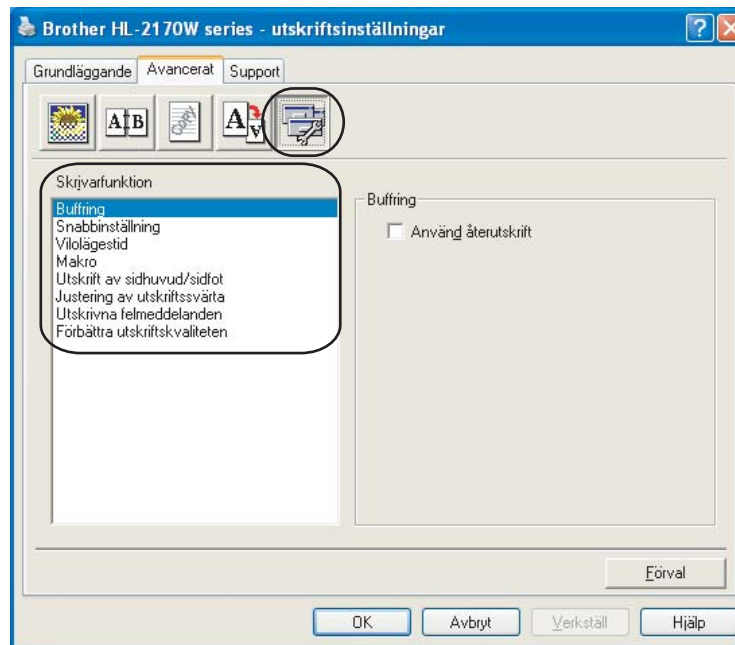 Brother HL-2170W series - utskriftsinställningar
Grundläggande Avancerat Support
A B copy A A
Skrivarfunktion
Buffring
Snabbinställning
Vilolägestid
Makro
Utskrift av sidhuvud/sidfot
Justering av utskriftssvärta
Utskrivna felmeddelanden
Förbättra utskriftskvaliteten
Buffring
Använd återutskrift
Förval
OK Avbryt Verkställ Hjälp